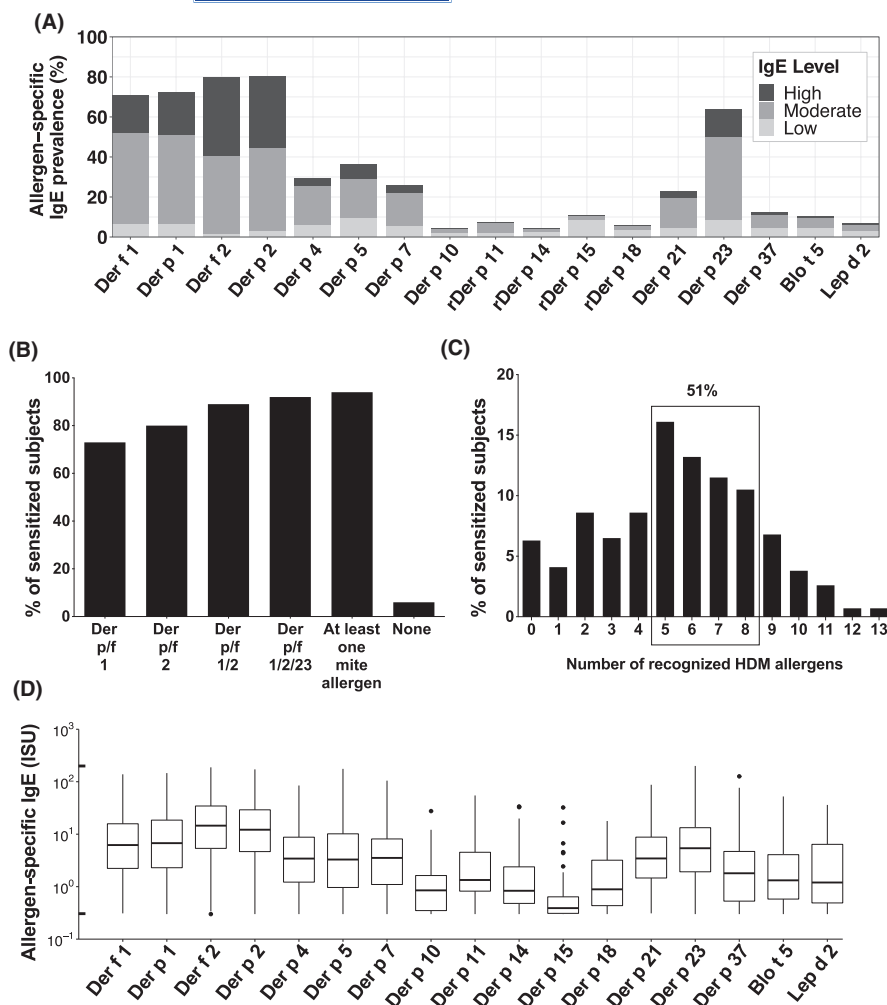 (A)
Allergen-specific
IgE prevalence (%)
100
80
60
40
20
0
IgE Level
High
Moderate
Low
Der f 1
Der p 1
Der f 2
Der p 2
Der p 4
Der p 5
Der p 7
Der p 10
rDer p 11
rDer p 14
rDer p 15
rDer p 18
Der p 21
Der p 23
Der p 37
Blo t 5
Lep d 2
(B)
% of sensitized subjects
100
80
60
40
20
0
Der
p/f
1
Der
p/f
2
Der
p/f
1/2
Der
p/f
1/2/23
At least
one
mite
allergen
None
(C)
% of sensitized subjects
20
15
10
5
0
51%
0 1 2 3 4 5 6 7 8 9 10 11 12 13
Number of recognized HDM allergens
(D)
Allergen-specific IgE (ISU)
10³
10²
10¹
10⁰
10⁻¹
Der f 1
Der p 1
Der f 2
Der p 2
Der p 4
Der p 5
Der p 7
Der p 10
Der p 11
Der p 14
Der p 15
Der p 18
Der p 21
Der p 23
Der p 37
Blo t 5
Lep d 2